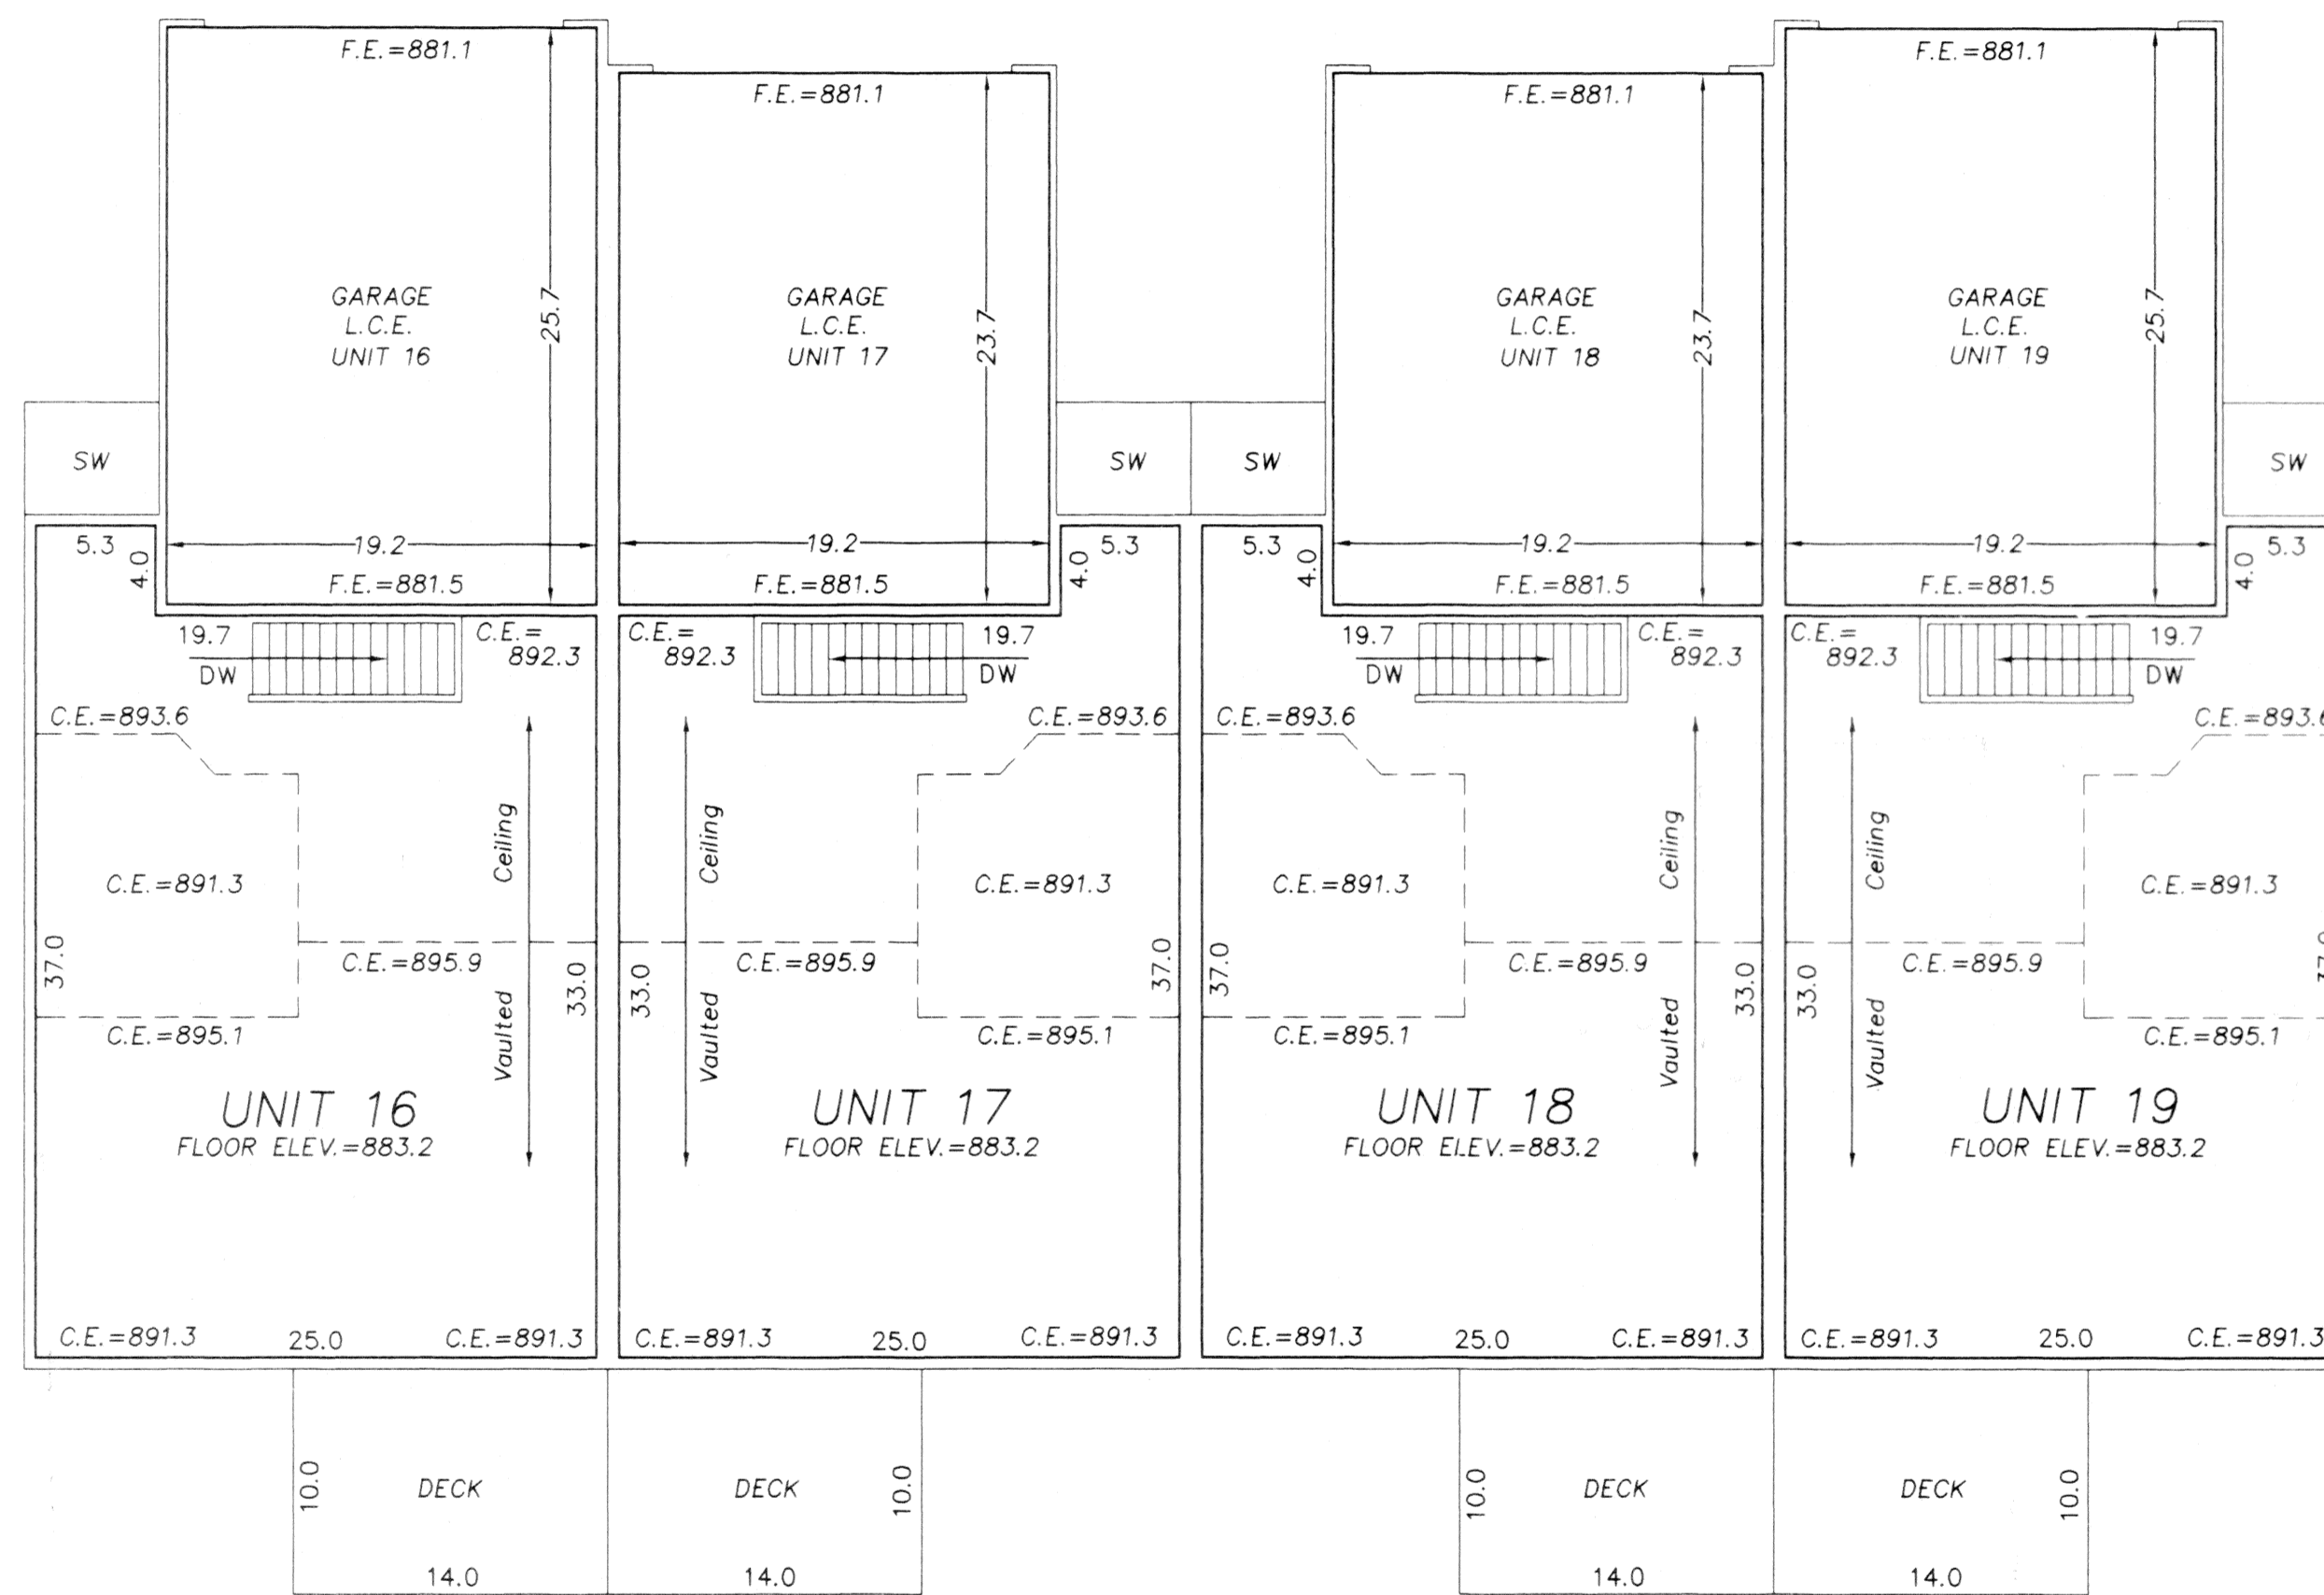 F.E.=881.1
F.E.=881.1
F.E.=881.1
F.E.=881.1
GARAGE
L.C.E.
UNIT 16
25.7
GARAGE
L.C.E.
UNIT 17
23.7
GARAGE
L.C.E.
UNIT 18
23.7
GARAGE
L.C.E.
UNIT 19
25.7
SW
SW
SW
SW
5.3
4.0
19.2
F.E.=881.5
19.2
F.E.=881.5
4.0
5.3
5.3
4.0
19.2
F.E.=881.5
19.2
F.E.=881.5
4.0
5.3
19.7
DW
C.E.=
892.3
C.E.=
892.3
19.7
DW
19.7
DW
C.E.=
892.3
C.E.=
892.3
19.7
DW
C.E.=893.6
C.E.=893.6
C.E.=893.6
C.E.=893.6
Vaulted Ceiling
Vaulted Ceiling
Vaulted Ceiling
Vaulted Ceiling
C.E.=891.3
C.E.=891.3
C.E.=891.3
C.E.=891.3
37.0
C.E.=895.9
33.0
33.0
C.E.=895.9
37.0
37.0
C.E.=895.9
33.0
33.0
C.E.=895.9
C.E.=895.1
C.E.=895.1
C.E.=895.1
C.E.=895.1
UNIT 16
FLOOR ELEV.=883.2
UNIT 17
FLOOR ELEV.=883.2
UNIT 18
FLOOR ELEV.=883.2
UNIT 19
FLOOR ELEV.=883.2
C.E.=891.3 25.0 C.E.=891.3
C.E.=891.3 25.0 C.E.=891.3
C.E.=891.3 25.0 C.E.=891.3
C.E.=891.3 25.0 C.E.=891.3
10.0
DECK
14.0
DECK
10.0
14.0
10.0
DECK
14.0
DECK
10.0
14.0